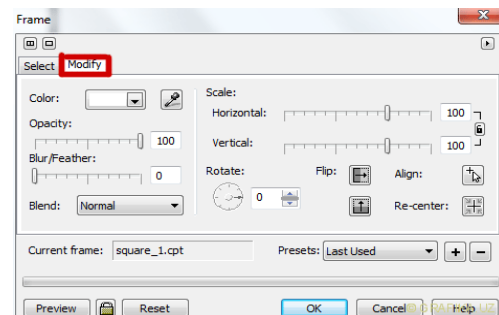 Frame
Select Modify
Color:
Opacity:
100
Blur/Feather:
0
Blend: Normal
Scale:
Horizontal: 100
Vertical: 100
Rotate: Flip: Align:
0
Re-center:
Current frame: square_1.cpt Presets: Last Used
Preview Reset OK Cancel Help